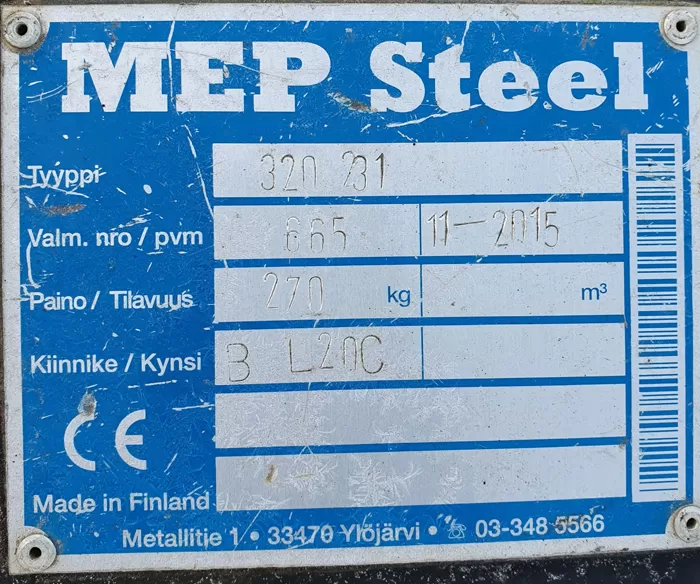 MEP Steel
Tyyppi 320 231
Valm. nro / pvm 665 11-2015
Paino / Tilavuus 270 kg m³
Kiinnike / Kynsi B L20C
CE
Made in Finland
Metallitie 1 • 33470 Ylöjärvi • ☏ 03-348 5566